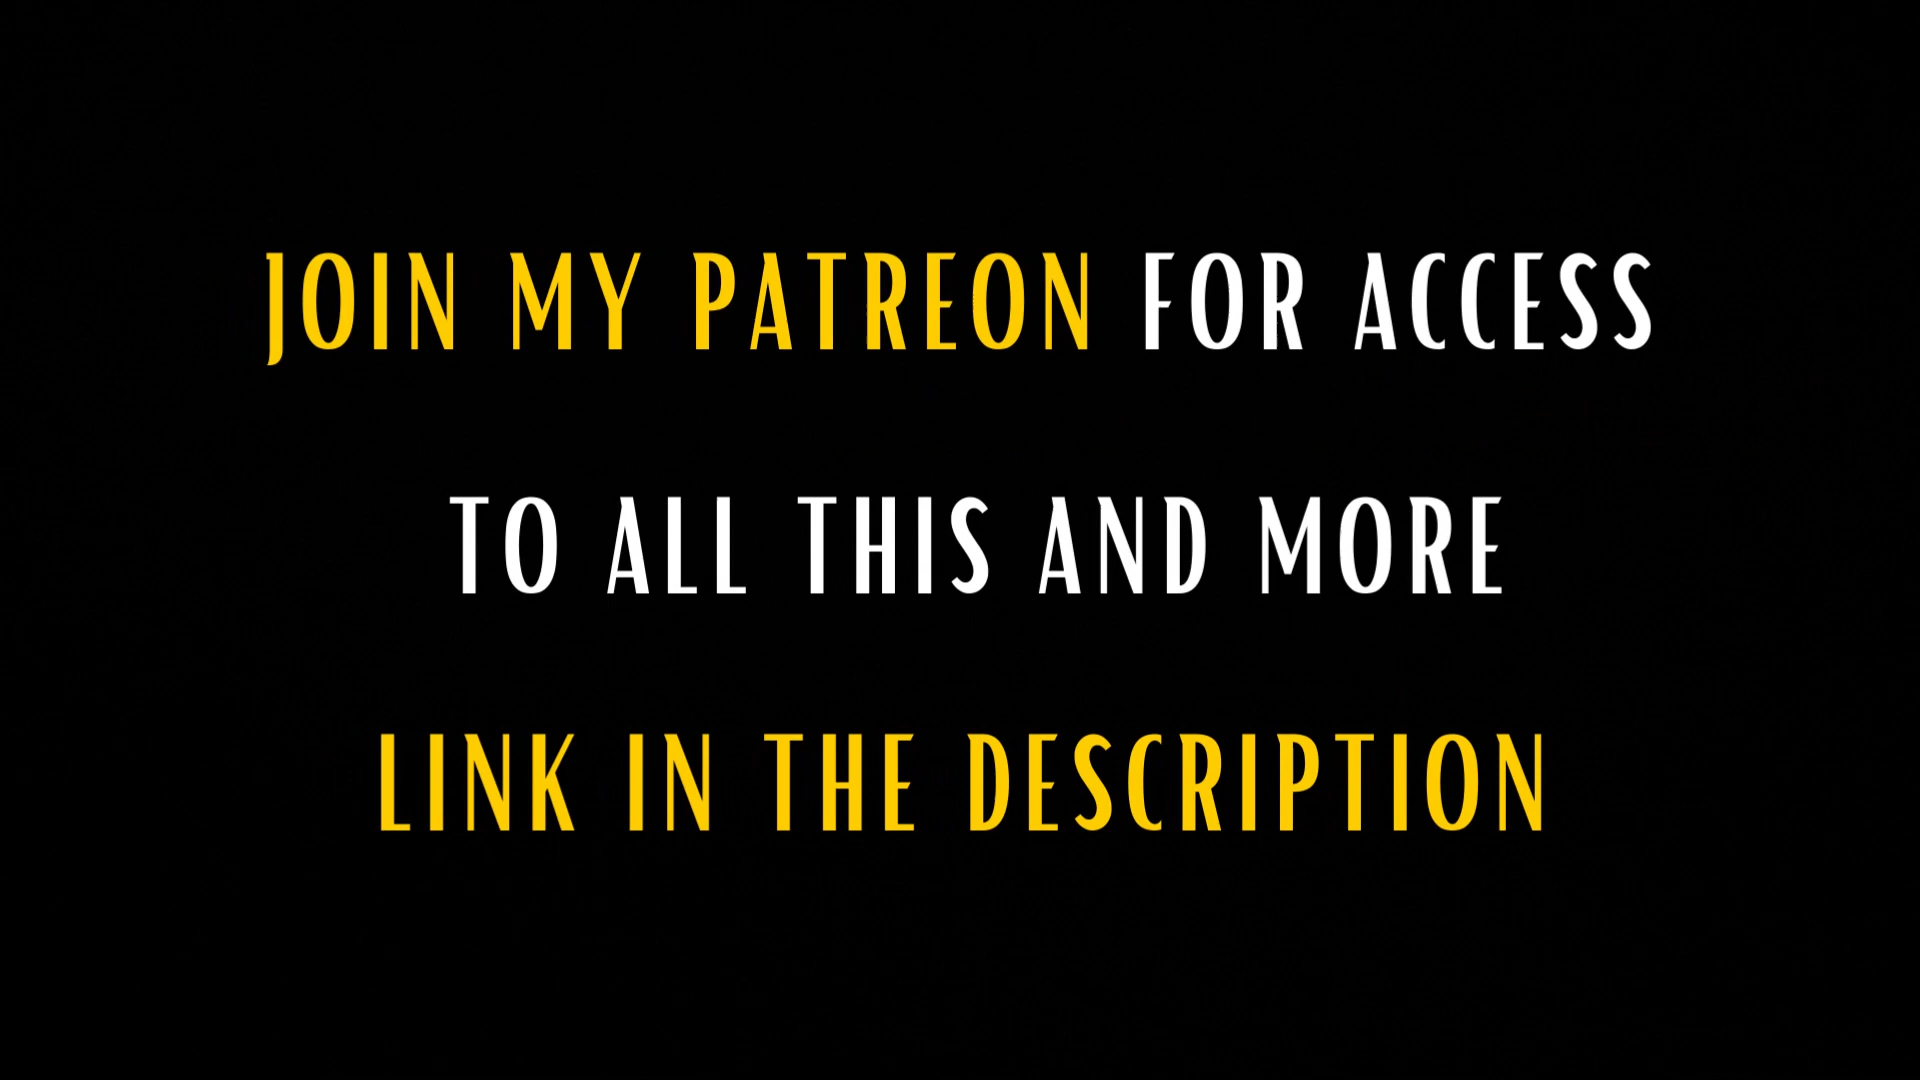 JOIN MY PATREON FOR ACCESS
TO ALL THIS AND MORE
LINK IN THE DESCRIPTION